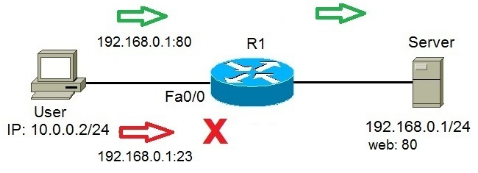 192.168.0.1:80
R1
Server
Fa0/0
User
IP: 10.0.0.2/24
192.168.0.1/24
web: 80
192.168.0.1:23
X